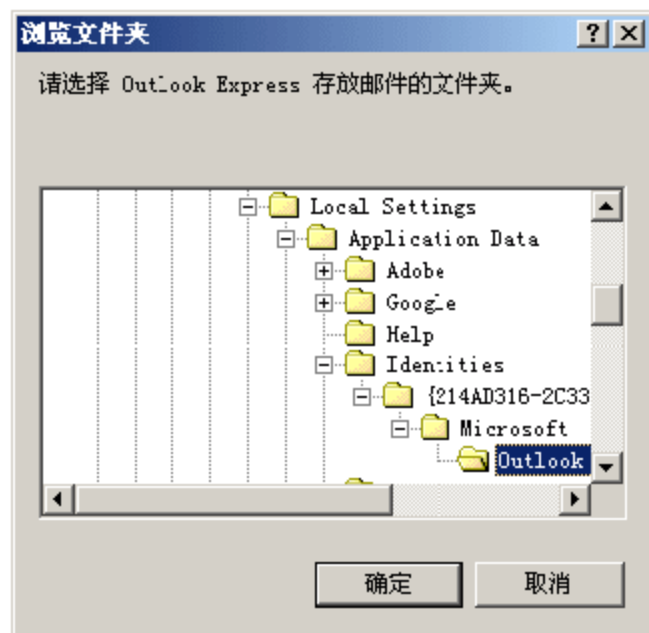 浏览文件夹
请选择 Outlook Express 存放邮件的文件夹。
Local Settings
Application Data
Adobe
Google
Help
Identities
{214AD316-2C33
Microsoft
Outlook
确定 取消